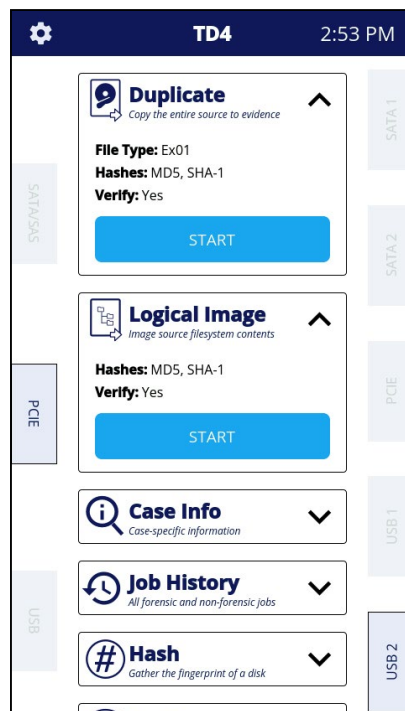 TD4
2:53 PM
Duplicate
Copy the entire source to evidence
File Type: Ex01
Hashes: MD5, SHA-1
Verify: Yes
START
Logical Image
Image source filesystem contents
Hashes: MD5, SHA-1
Verify: Yes
START
Case Info
Case-specific information
Job History
All forensic and non-forensic jobs
#
Hash
Gather the fingerprint of a disk
SATA/SAS
PCIE
USB
SATA 1
SATA 2
PCIE
USB 1
USB 2